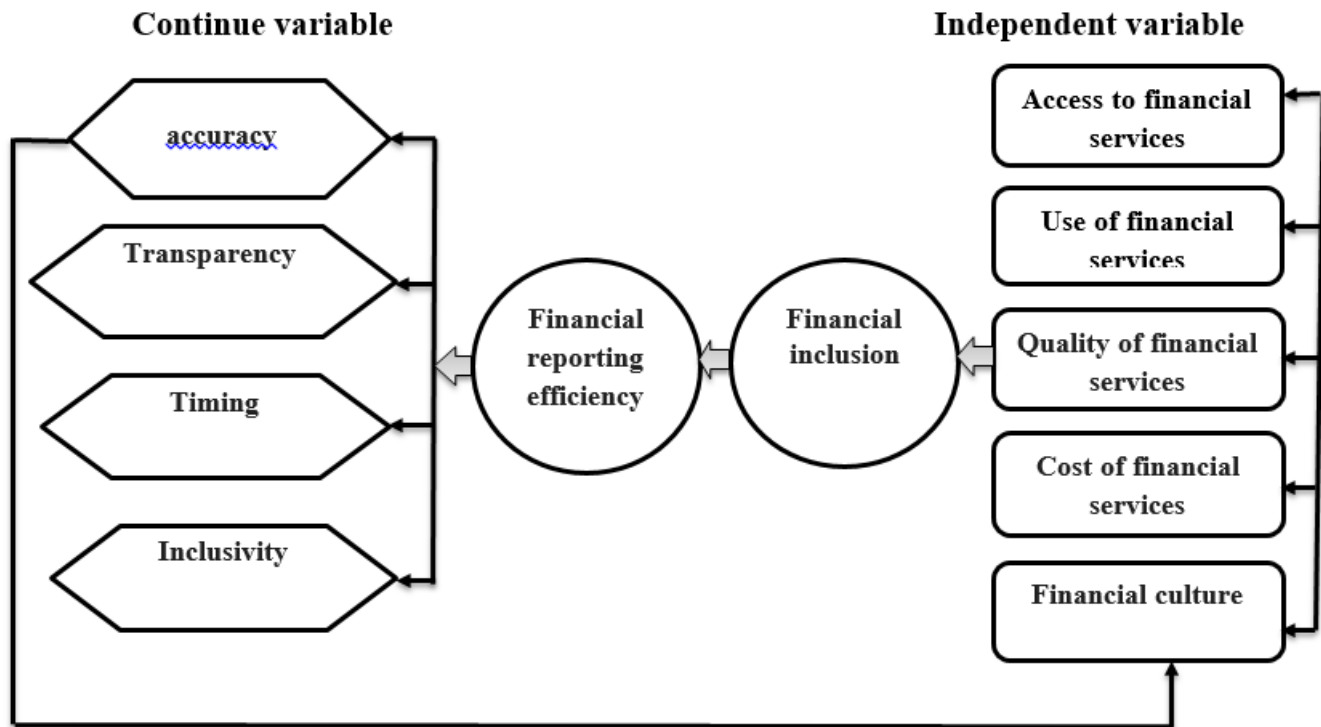 Continue variable
Independent variable
accuracy
Transparency
Timing
Inclusivity
Financial
reporting
efficiency
Financial
inclusion
Access to financial
services
Use of financial
services
Quality of financial
services
Cost of financial
services
Financial culture